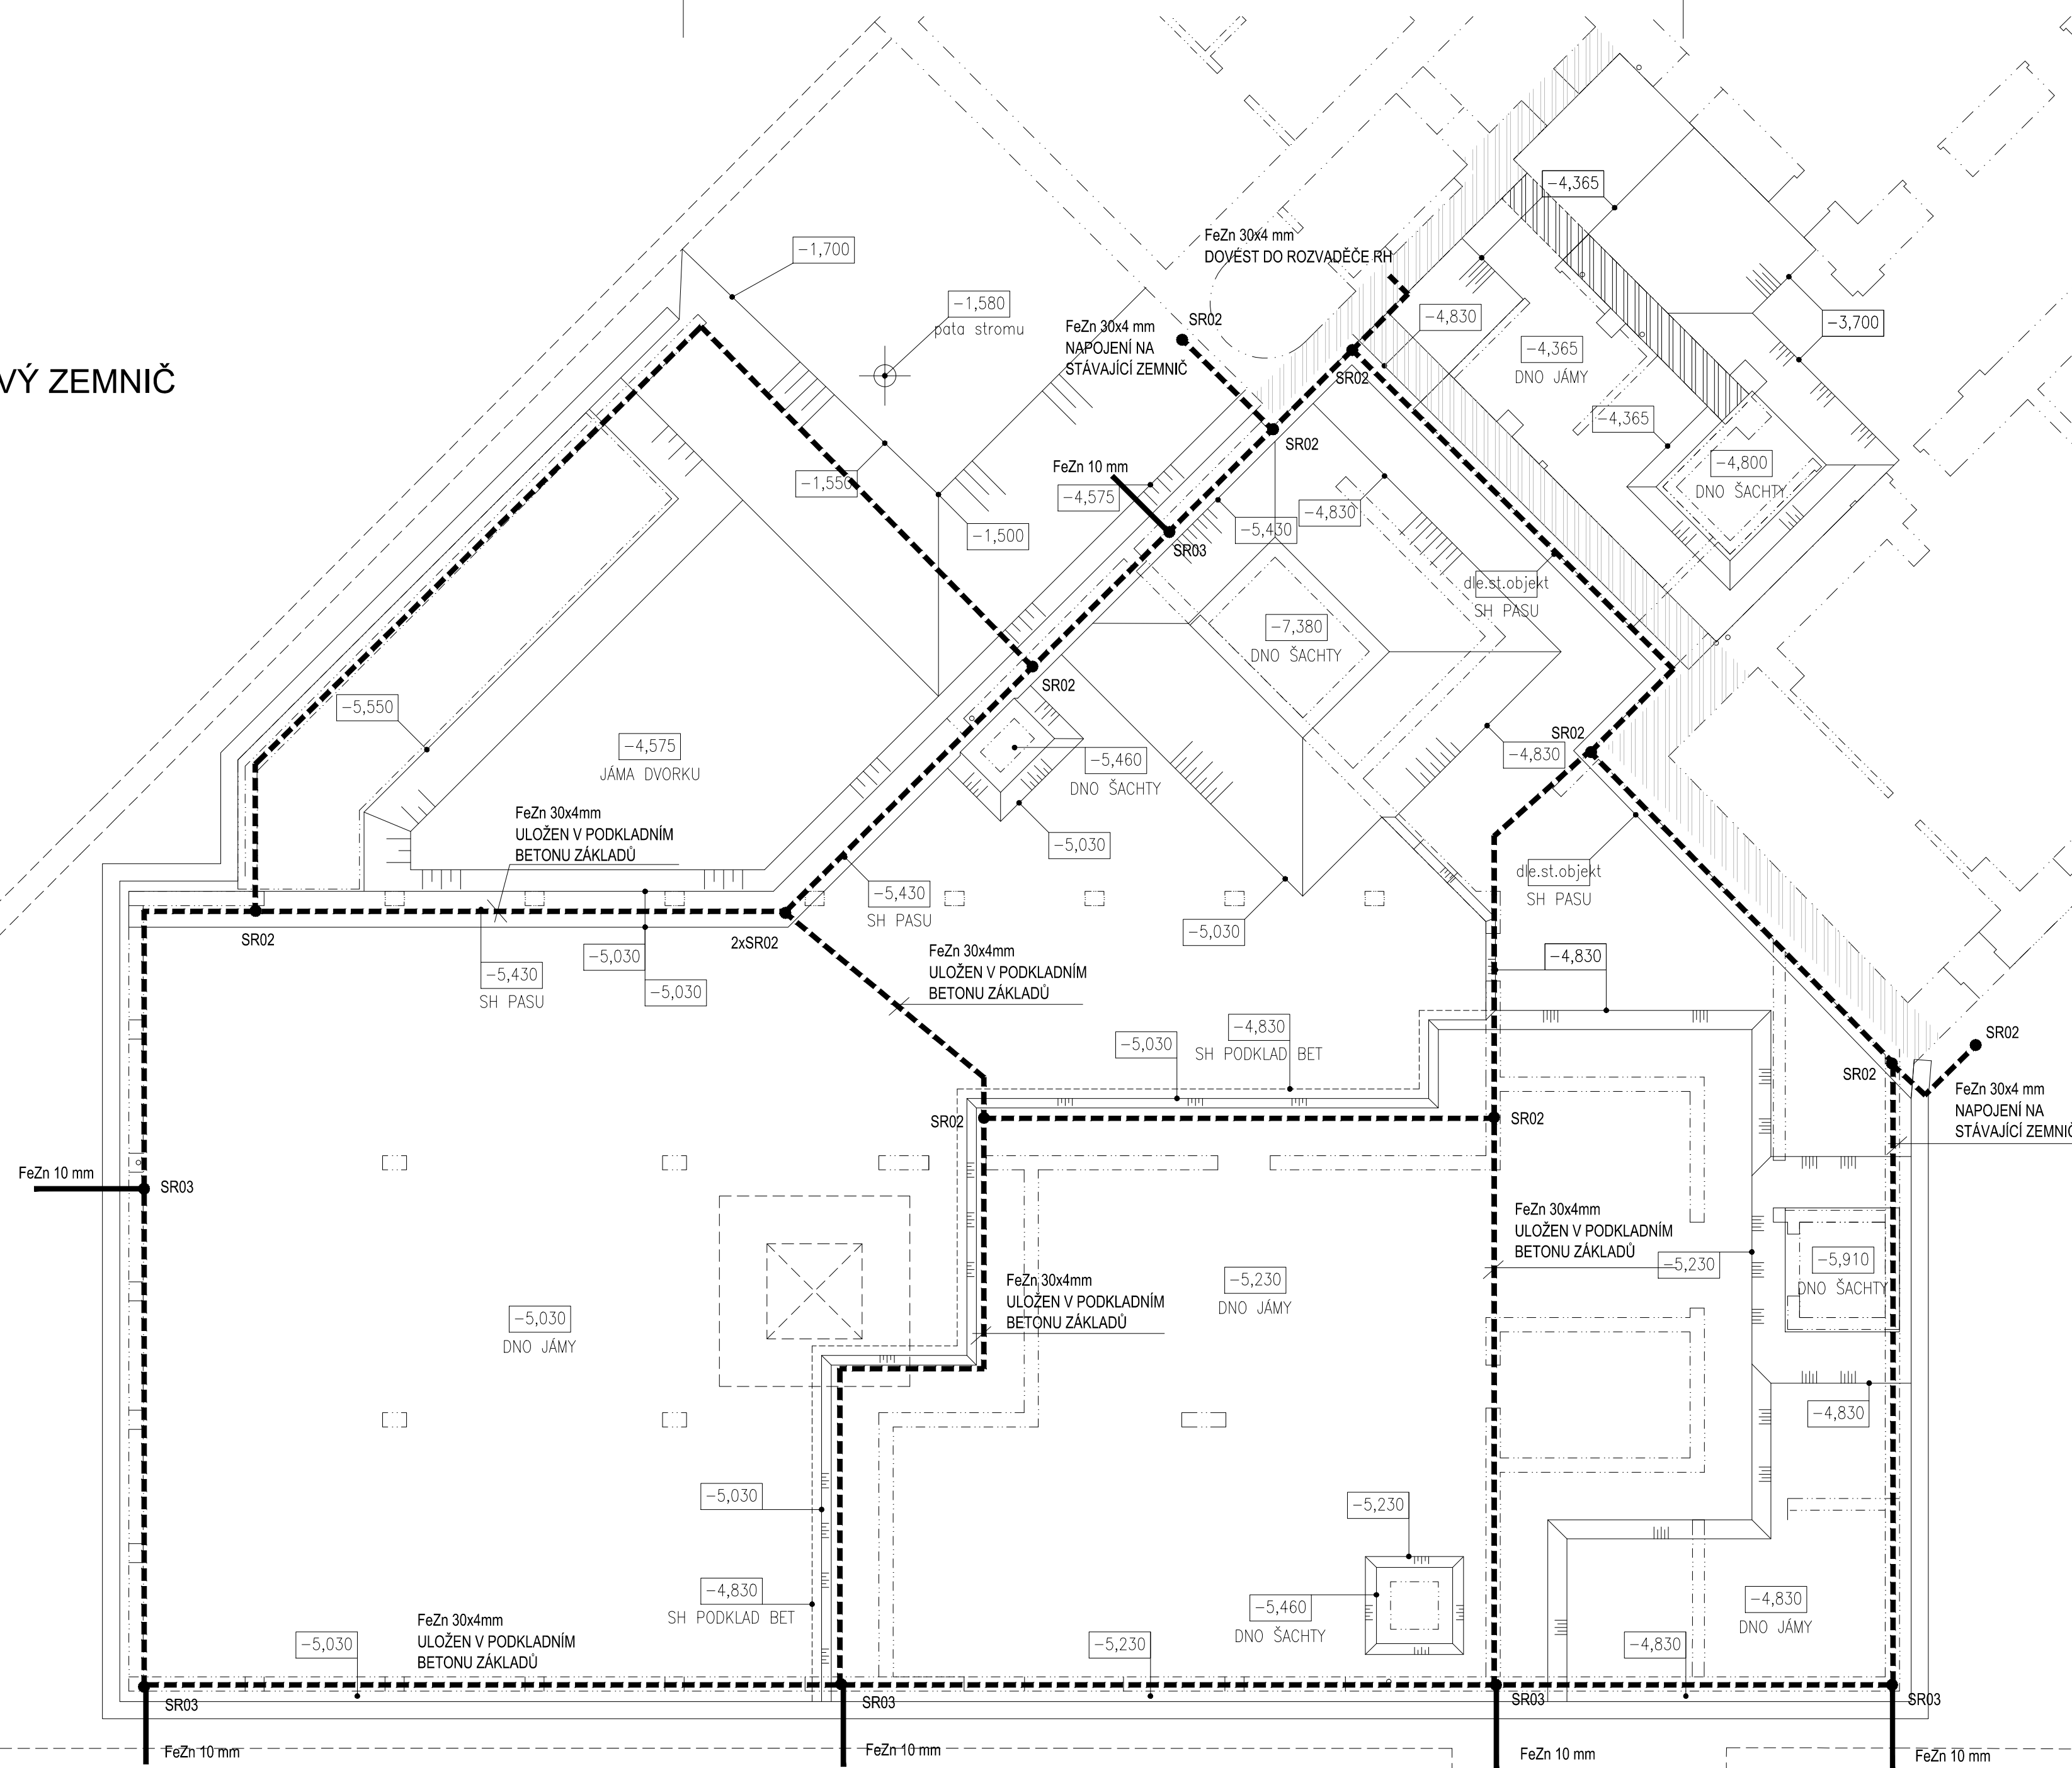 VÝ ZEMNIČ
−4,365
−1,700
FeZn 30x4 mm
DOVÉST DO ROZVADĚČE RH
−1,580
pata stromu
−4,830
−3,700
SR02
FeZn 30x4 mm
NAPOJENÍ NA
STÁVAJÍCÍ ZEMNIČ
−4,365
DNO JÁMY
SR02
−4,365
SR02
−4,800
DNO ŠACHTY
FeZn 10 mm
−1,550
−4,575
−4,830
−5,430
−1,500
SR03
dle.st.objekt
SH PASU
−7,380
DNO ŠACHTY
SR02
−5,550
−4,575
JÁMA DVORKU
SR02
−4,830
−5,460
DNO ŠACHTY
FeZn 30x4mm
ULOŽEN V PODKLADNÍM
BETONU ZÁKLADŮ
−5,030
dle.st.objekt
SH PASU
−5,430
SH PASU
SR02
2xSR02
−5,030
−5,030
FeZn 30x4mm
ULOŽEN V PODKLADNÍM
BETONU ZÁKLADŮ
−4,830
−5,430
SH PASU
−5,030
−4,830
SH PODKLAD BET
−5,030
SR02
SR02
FeZn 30x4 mm
NAPOJENÍ NA
STÁVAJÍCÍ ZEMNIČ
SR02
SR02
FeZn 10 mm
SR03
FeZn 30x4mm
ULOŽEN V PODKLADNÍM
BETONU ZÁKLADŮ
−5,230
−5,910
DNO ŠACHTY
FeZn 30x4mm
ULOŽEN V PODKLADNÍM
BETONU ZÁKLADŮ
−5,230
DNO JÁMY
−5,030
DNO JÁMY
−4,830
−5,030
−5,230
−4,830
SH PODKLAD BET
−5,460
DNO ŠACHTY
−4,830
DNO JÁMY
FeZn 30x4mm
ULOŽEN V PODKLADNÍM
BETONU ZÁKLADŮ
−5,030
−5,230
−4,830
SR03
SR03
SR03
SR03
FeZn 10 mm
FeZn 10 mm
FeZn 10 mm
FeZn 10 mm